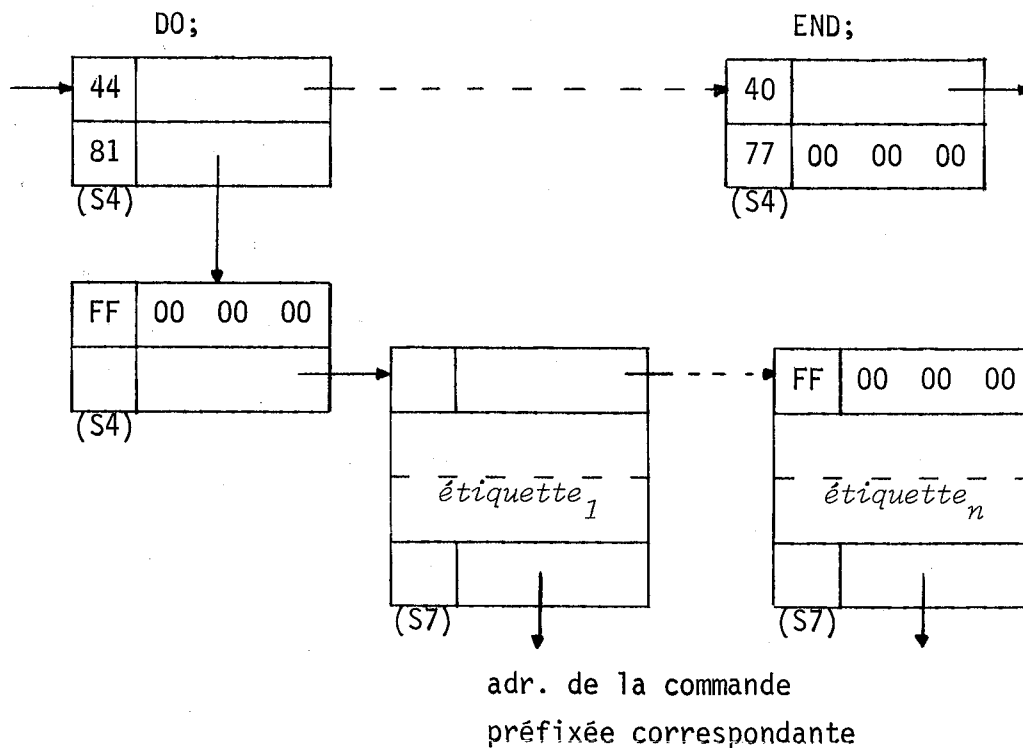 DO;
END;
44
40
81
77 00 00 00
(S4)
(S4)
FF 00 00 00
FF 00 00 00
(S4)
étiquette1
étiquetten
(S7)
(S7)
adr. de la commande
préfixée correspondante